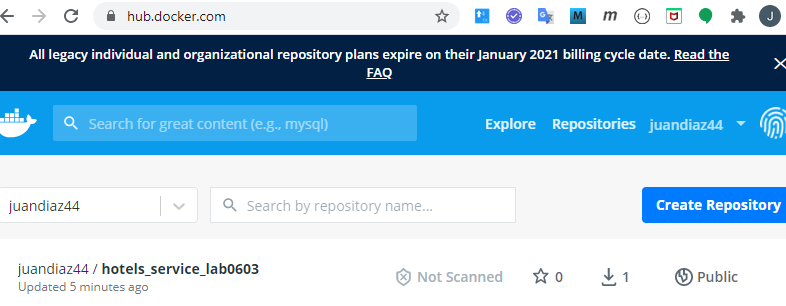 hub.docker.com
J
All legacy individual and organizational repository plans expire on their January 2021 billing cycle date. Read the
FAQ
Search for great content (e.g., mysql)
Explore
Repositories
juandiaz44
juandiaz44
Search by repository name...
Create Repository
juandiaz44 / hotels_service_lab0603
Not Scanned
0
1
Public
Updated 5 minutes ago